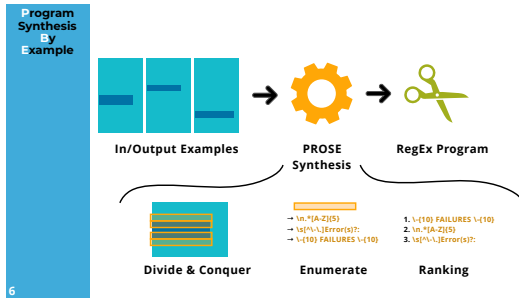 Program
Synthesis
By
Example
In/Output Examples
PROSE
Synthesis
RegEx Program
→ \n.*[A-Z]{5}
→ \s[^\-\.]Error(s)?:
→ \-{10} FAILURES \-{10}
1. \-{10} FAILURES \-{10}
2. \n.*[A-Z]{5}
3. \s[^\-\.]Error(s)?:
Divide & Conquer
Enumerate
Ranking
6